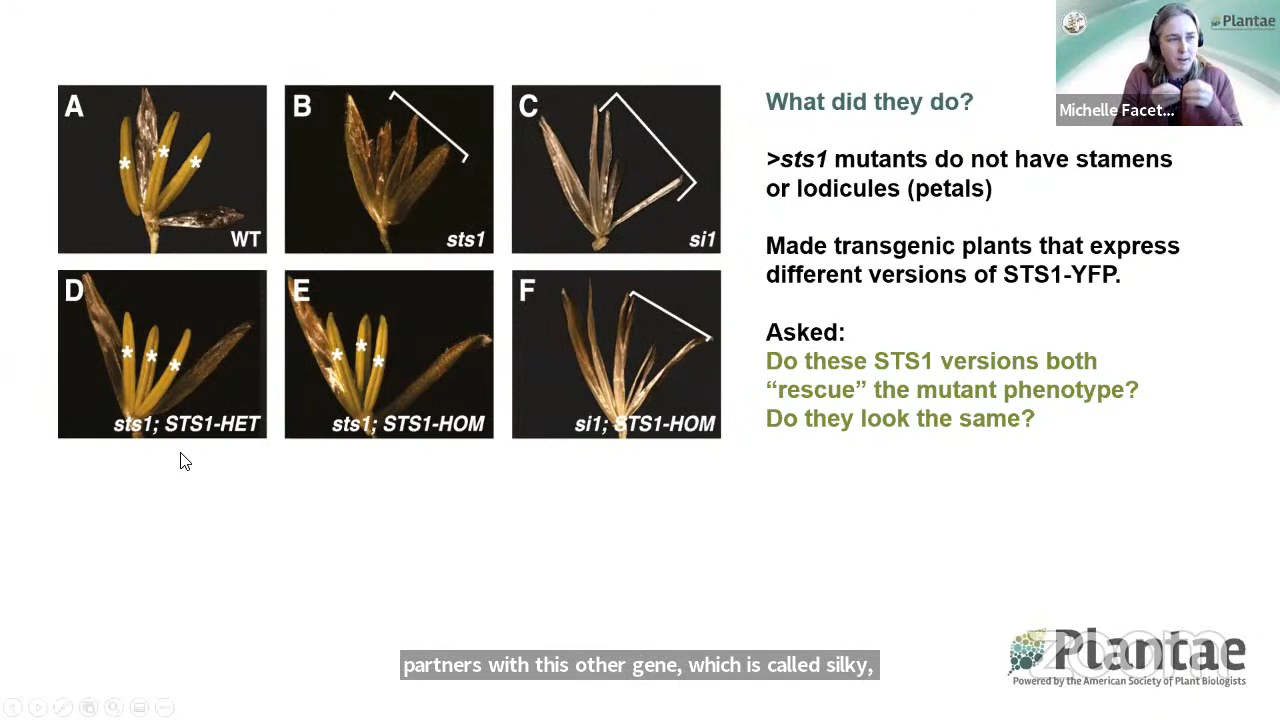 A
*
*
*
WT
B
sts1
C
si1
D
*
*
*
sts1; STS1-HET
E
*
*
*
sts1; STS1-HOM
F
si1; STS1-HOM
What did they do?
>sts1 mutants do not have stamens
or lodicules (petals)
Made transgenic plants that express
different versions of STS1-YFP.
Asked:
Do these STS1 versions both
“rescue” the mutant phenotype?
Do they look the same?
Plantae
Michelle Facet...
partners with this other gene, which is called silky,
zoom
Plantae
Powered by the American Society of Plant Biologists